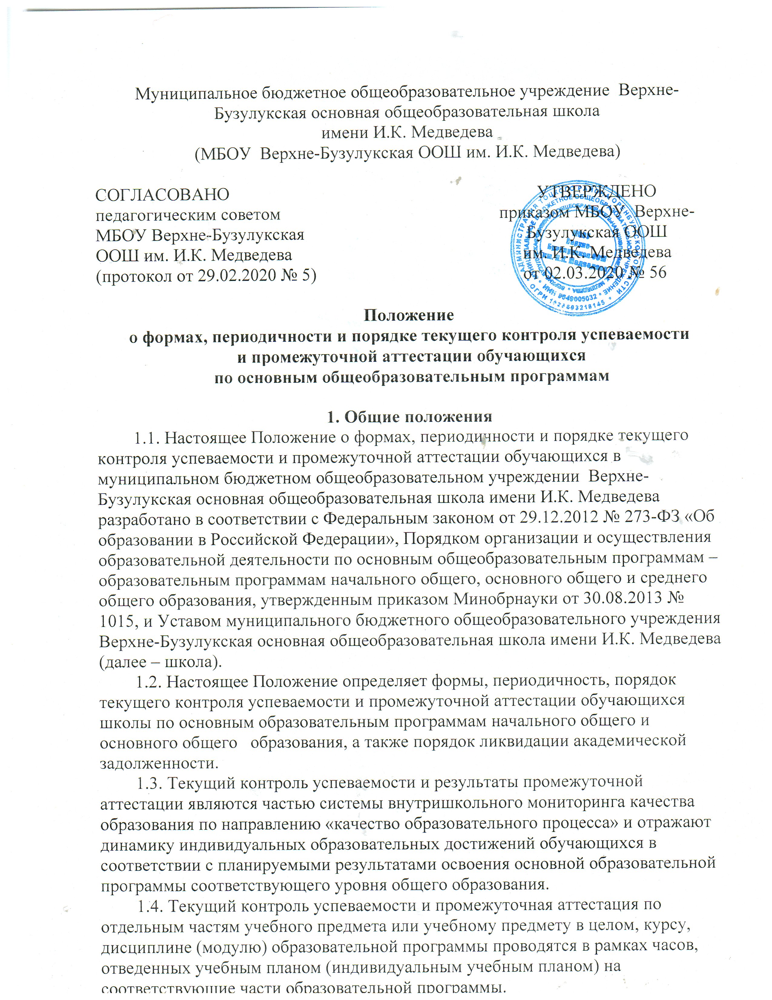 Муниципальное бюджетное общеобразовательное учреждение Верхне-
Бузулукская основная общеобразовательная школа
имени И.К. Медведева
(МБОУ Верхне-Бузулукская ООШ им. И.К. Медведева)
СОГЛАСОВАНО
педагогическим советом
МБОУ Верхне-Бузулукская
ООШ им. И.К. Медведева
(протокол от 29.02.2020 № 5)
УТВЕРЖДЕНО
приказом МБОУ Верхне-
Бузулукская ООШ
им. И.К. Медведева
от 02.03.2020 № 56
АДМИНИСТРАЦИЯ ТОЦКОГО РАЙОНА ОРЕНБУРГСКОЙ ОБЛАСТИ
Положение
о формах, периодичности и порядке текущего контроля успеваемости
и промежуточной аттестации обучающихся
по основным общеобразовательным программам
1. Общие положения
1.1. Настоящее Положение о формах, периодичности и порядке текущего
контроля успеваемости и промежуточной аттестации обучающихся в
муниципальном бюджетном общеобразовательном учреждении Верхне-
Бузулукская основная общеобразовательная школа имени И.К. Медведева
разработано в соответствии с Федеральным законом от 29.12.2012 № 273-ФЗ «Об
образовании в Российской Федерации», Порядком организации и осуществления
образовательной деятельности по основным общеобразовательным программам –
образовательным программам начального общего, основного общего и среднего
общего образования, утвержденным приказом Минобрнауки от 30.08.2013 №
1015, и Уставом муниципального бюджетного общеобразовательного учреждения
Верхне-Бузулукская основная общеобразовательная школа имени И.К. Медведева
(далее – школа).
1.2. Настоящее Положение определяет формы, периодичность, порядок
текущего контроля успеваемости и промежуточной аттестации обучающихся
школы по основным образовательным программам начального общего и
основного общего образования, а также порядок ликвидации академической
задолженности.
1.3. Текущий контроль успеваемости и результаты промежуточной
аттестации являются частью системы внутришкольного мониторинга качества
образования по направлению «качество образовательного процесса» и отражают
динамику индивидуальных образовательных достижений обучающихся в
соответствии с планируемыми результатами освоения основной образовательной
программы соответствующего уровня общего образования.
1.4. Текущий контроль успеваемости и промежуточная аттестация по
отдельным частям учебного предмета или учебному предмету в целом, курсу,
дисциплине (модулю) образовательной программы проводятся в рамках часов,
отведенных учебным планом (индивидуальным учебным планом) на
соответствующие части образовательной программы.